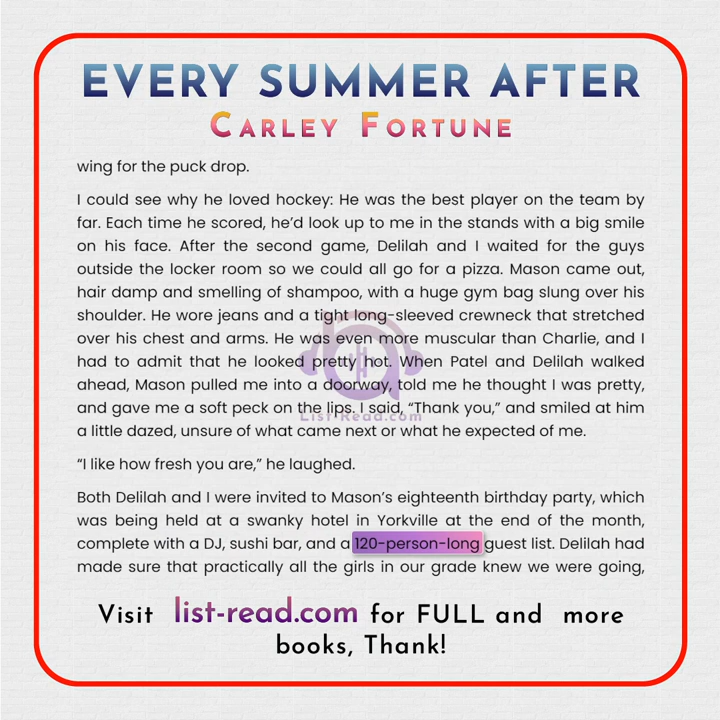 EVERY SUMMER AFTER
CARLEY FORTUNE
wing for the puck drop.
I could see why he loved hockey: He was the best player on the team by
far. Each time he scored, he’d look up to me in the stands with a big smile
on his face. After the second game, Delilah and I waited for the guys
outside the locker room so we could all go for a pizza. Mason came out,
hair damp and smelling of shampoo, with a huge gym bag slung over his
shoulder. He wore jeans and a tight long-sleeved crewneck that stretched
over his chest and arms. He was even more muscular than Charlie, and I
had to admit that he looked pretty hot. When Patel and Delilah walked
ahead, Mason pulled me into a doorway, told me he thought I was pretty,
and gave me a soft peck on the lips. I said, “Thank you,” and smiled at him
List-Read.com
a little dazed, unsure of what came next or what he expected of me.
“I like how fresh you are,” he laughed.
Both Delilah and I were invited to Mason’s eighteenth birthday party, which
was being held at a swanky hotel in Yorkville at the end of the month,
complete with a DJ, sushi bar, and a 120-person-long guest list. Delilah had
made sure that practically all the girls in our grade knew we were going,
Visit list-read.com for FULL and more
books, Thank!